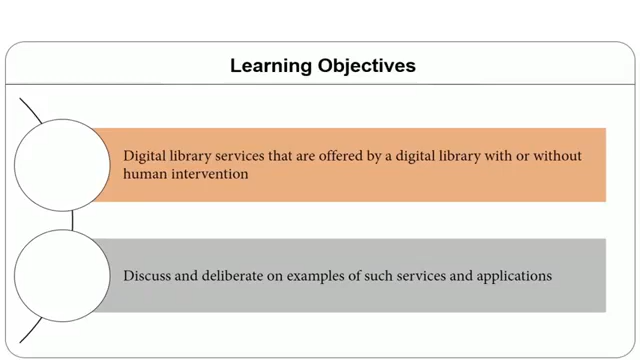 Learning Objectives
Digital library services that are offered by a digital library with or without
human intervention
Discuss and deliberate on examples of such services and applications